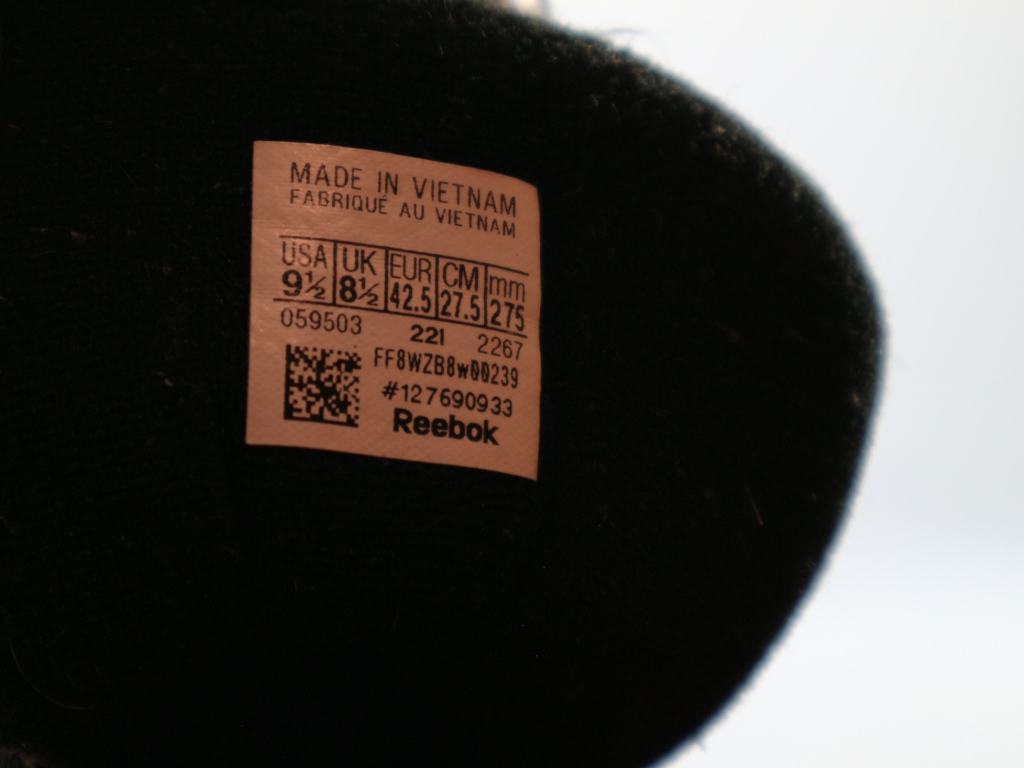 MADE IN VIETNAM
FABRIQUÉ AU VIETNAM
USA UK EUR CM mm
9½ 8½ 42.5 27.5 275
059503 221 2267
FF8WZB8w00239
#127690933
Reebok